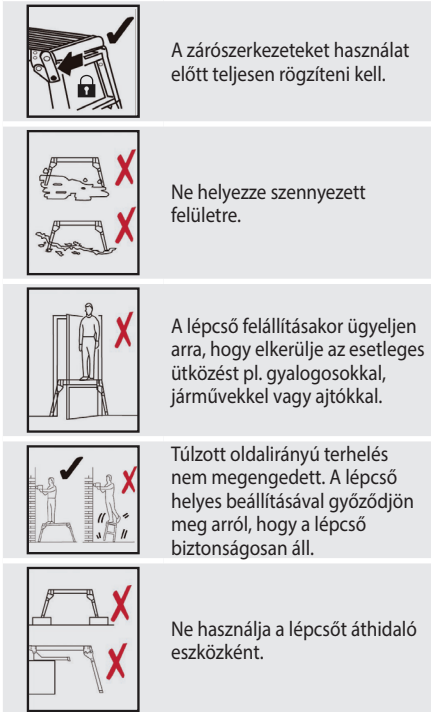 A zárószerkezeteket használat
előtt teljesen rögzíteni kell.
Ne helyezze szennyezett
felületre.
A lépcső felállításakor ügyeljen
arra, hogy elkerülje az esetleges
ütközést pl. gyalogosokkal,
járművekkel vagy ajtókkal.
Túlzott oldalirányú terhelés
nem megengedett. A lépcső
helyes beállításával győződjön
meg arról, hogy a lépcső
biztonságosan áll.
Ne használja a lépcsőt áthidaló
eszközként.